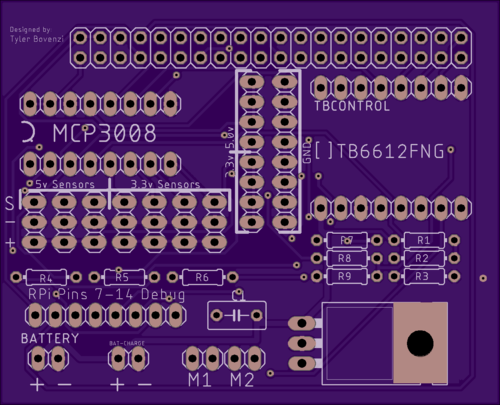 Designed by
Tyler Bovenzi
TBCONTROL
MCP3008
3.3v 5.0v
GND
[]TB6612FNG
5v Sensors
3.3v Sensors
S
-
+
R7
R1
R8
R2
R9
R3
R4
R5
R6
RPi Pins 7-14 Debug
C1
BATTERY
BAT-CHARGE
+ -
+ -
M1 M2